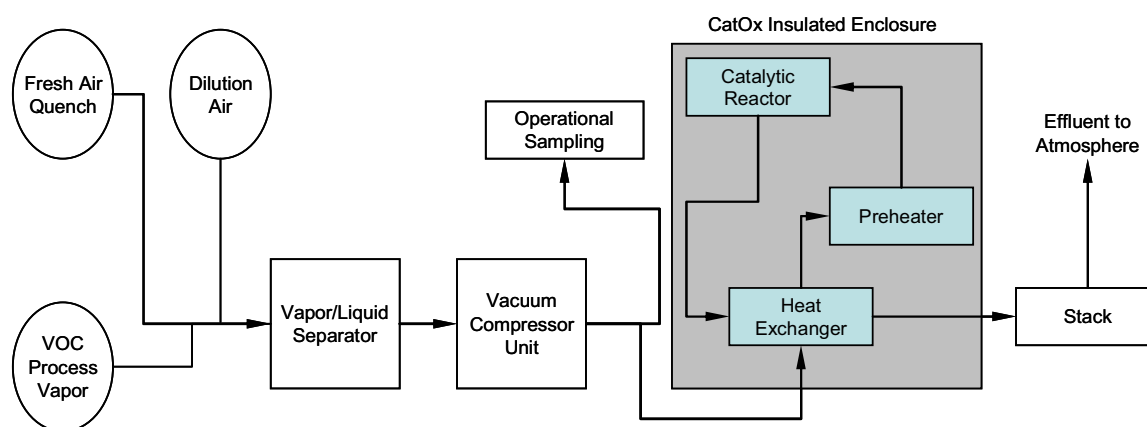 CatOx Insulated Enclosure
Fresh Air
Quench
Dilution
Air
Catalytic
Reactor
Operational
Sampling
Effluent to
Atmosphere
Preheater
Vapor/Liquid
Separator
Vacuum
Compressor
Unit
Heat
Exchanger
Stack
VOC
Process
Vapor